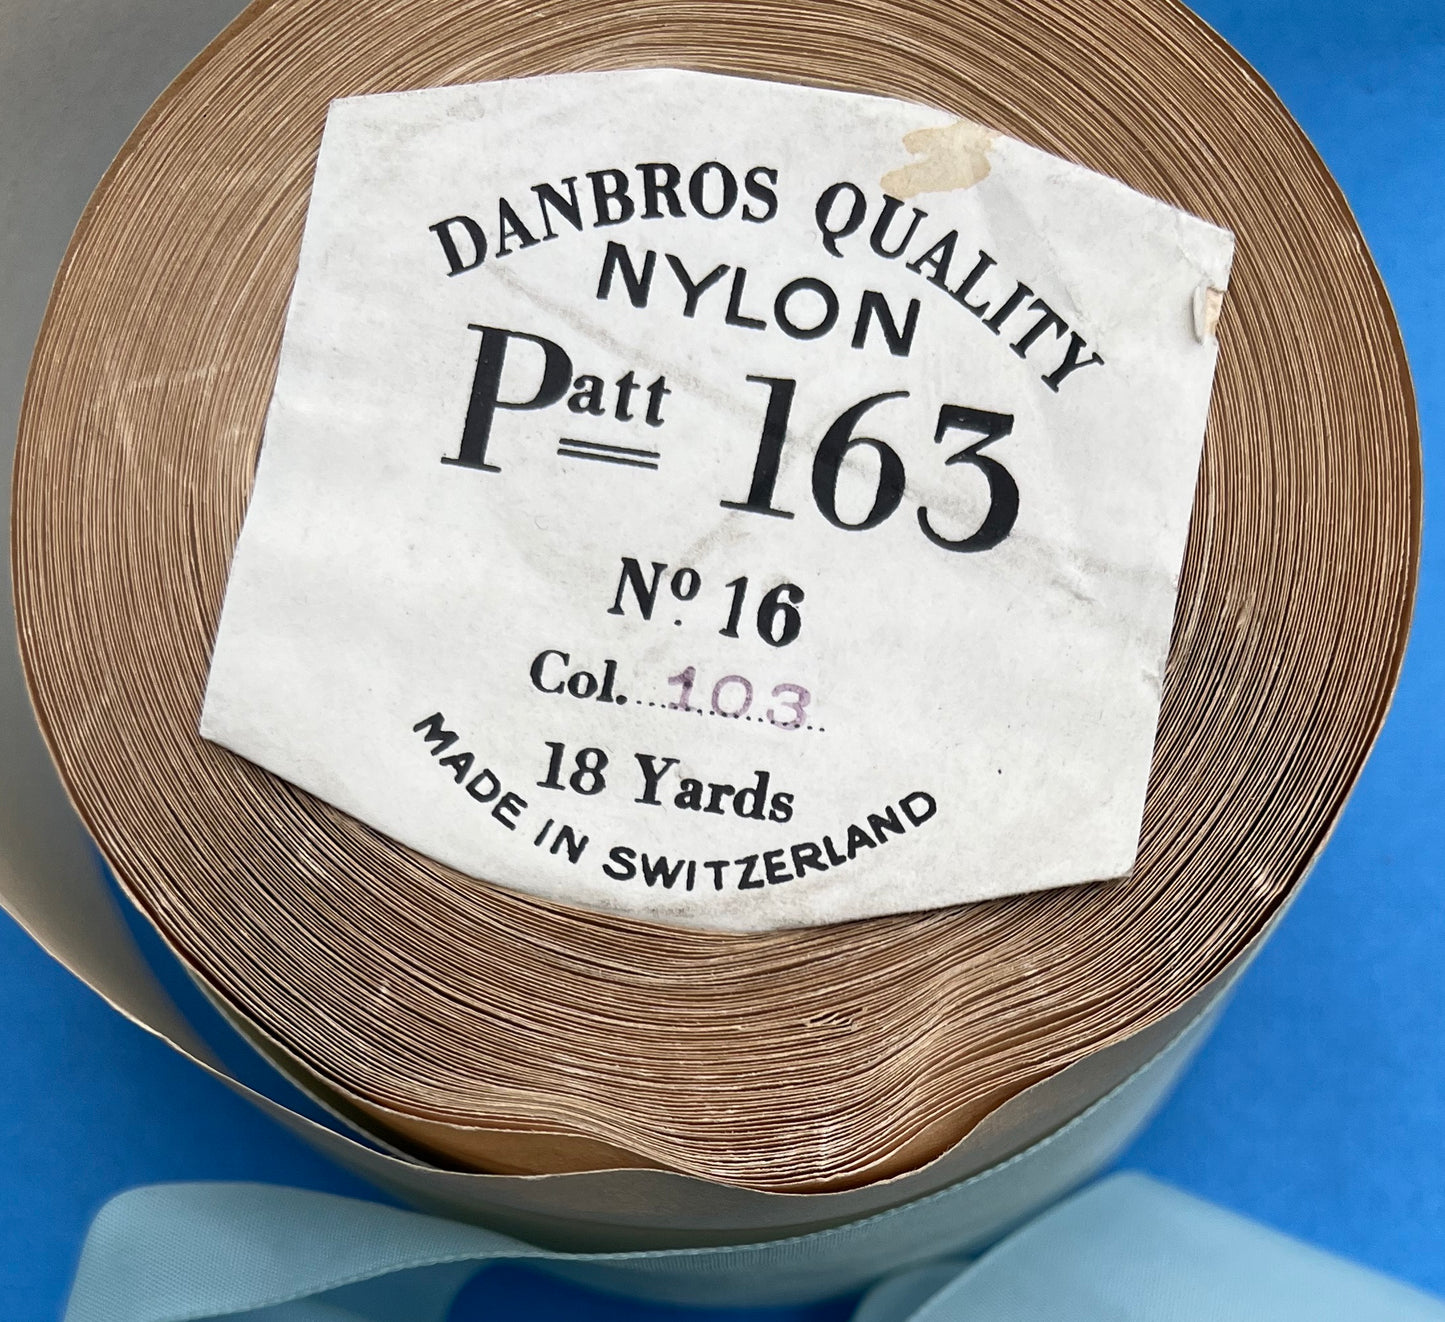 DANBROS QUALITY
NYLON
Patt 163
Nº 16
Col. 103
18 Yards
MADE IN SWITZERLAND